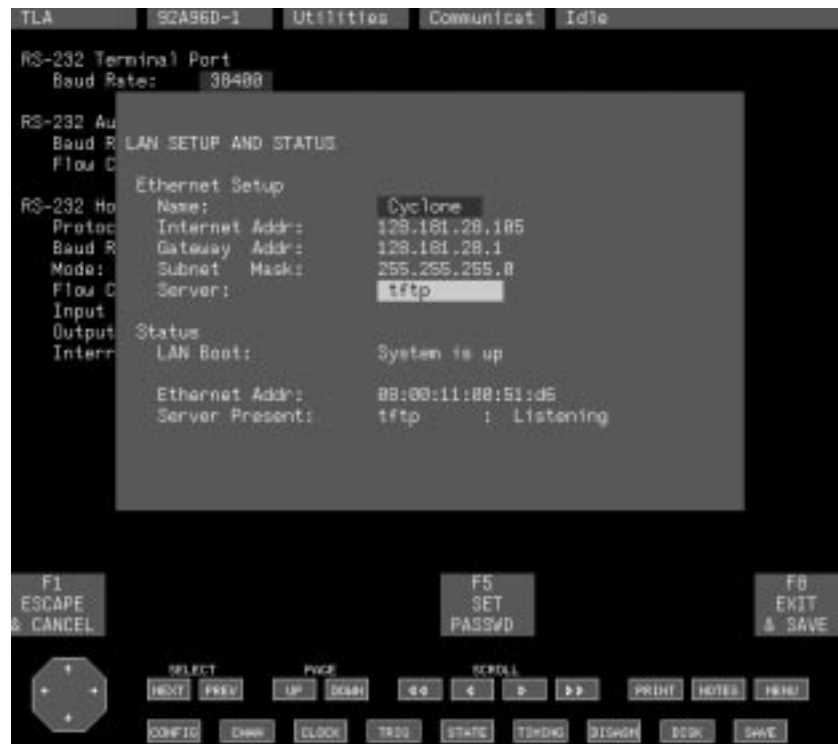 TLA 92A96D-1 Utilities Communicat Idle
RS-232 Terminal Port
Baud Rate: 38400
RS-232 Au
Baud R
Flow C
LAN SETUP AND STATUS
Ethernet Setup
RS-232 Ho
Name: Cyclone
Protoc
Internet Addr: 128.181.28.105
Baud R
Gateway Addr: 128.181.28.1
Mode:
Subnet Mask: 255.255.255.0
Flow C
Server: tftp
Input
Output
Status
Interr
LAN Boot: System is up
Ethernet Addr: 08:00:11:00:51:d6
Server Present: tftp : Listening
F1
ESCAPE
& CANCEL
F5
SET
PASSWD
F8
EXIT
& SAVE
SELECT PAGE SCROLL
NEXT PREV UP DOWN PRINT NOTES MENU
CONFIG CHAN CLOCK TRIG STATE TIMING DISASM DISK SAVE